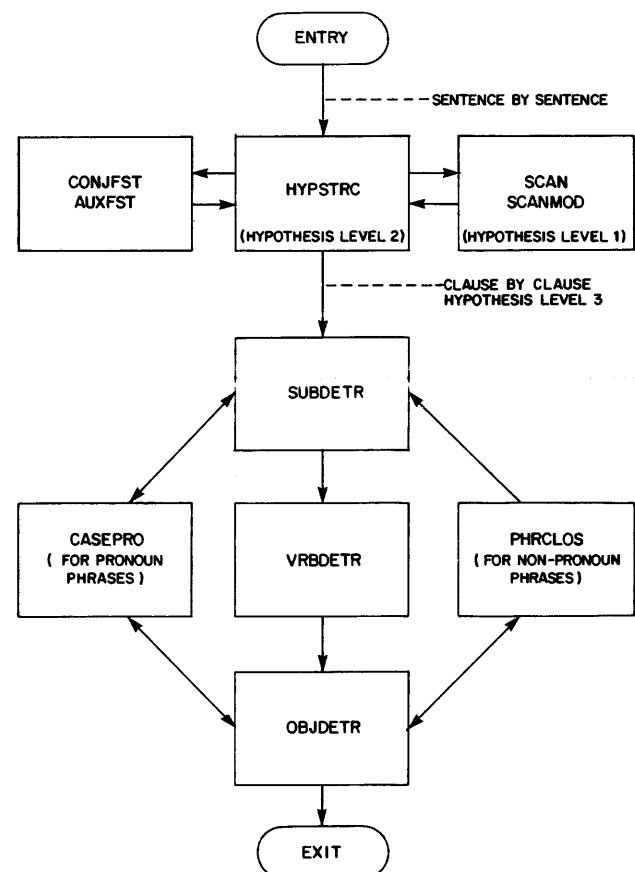 ENTRY
SENTENCE BY SENTENCE
CONJFST
AUXFST
HYPSTRC
(HYPOTHESIS LEVEL 2)
SCAN
SCANMOD
(HYPOTHESIS LEVEL 1)
CLAUSE BY CLAUSE
HYPOTHESIS LEVEL 3
SUBDETR
CASEPRO
( FOR PRONOUN
PHRASES )
VRBDETR
PHRCLOS
( FOR NON-PRONOUN
PHRASES )
OBJDETR
EXIT